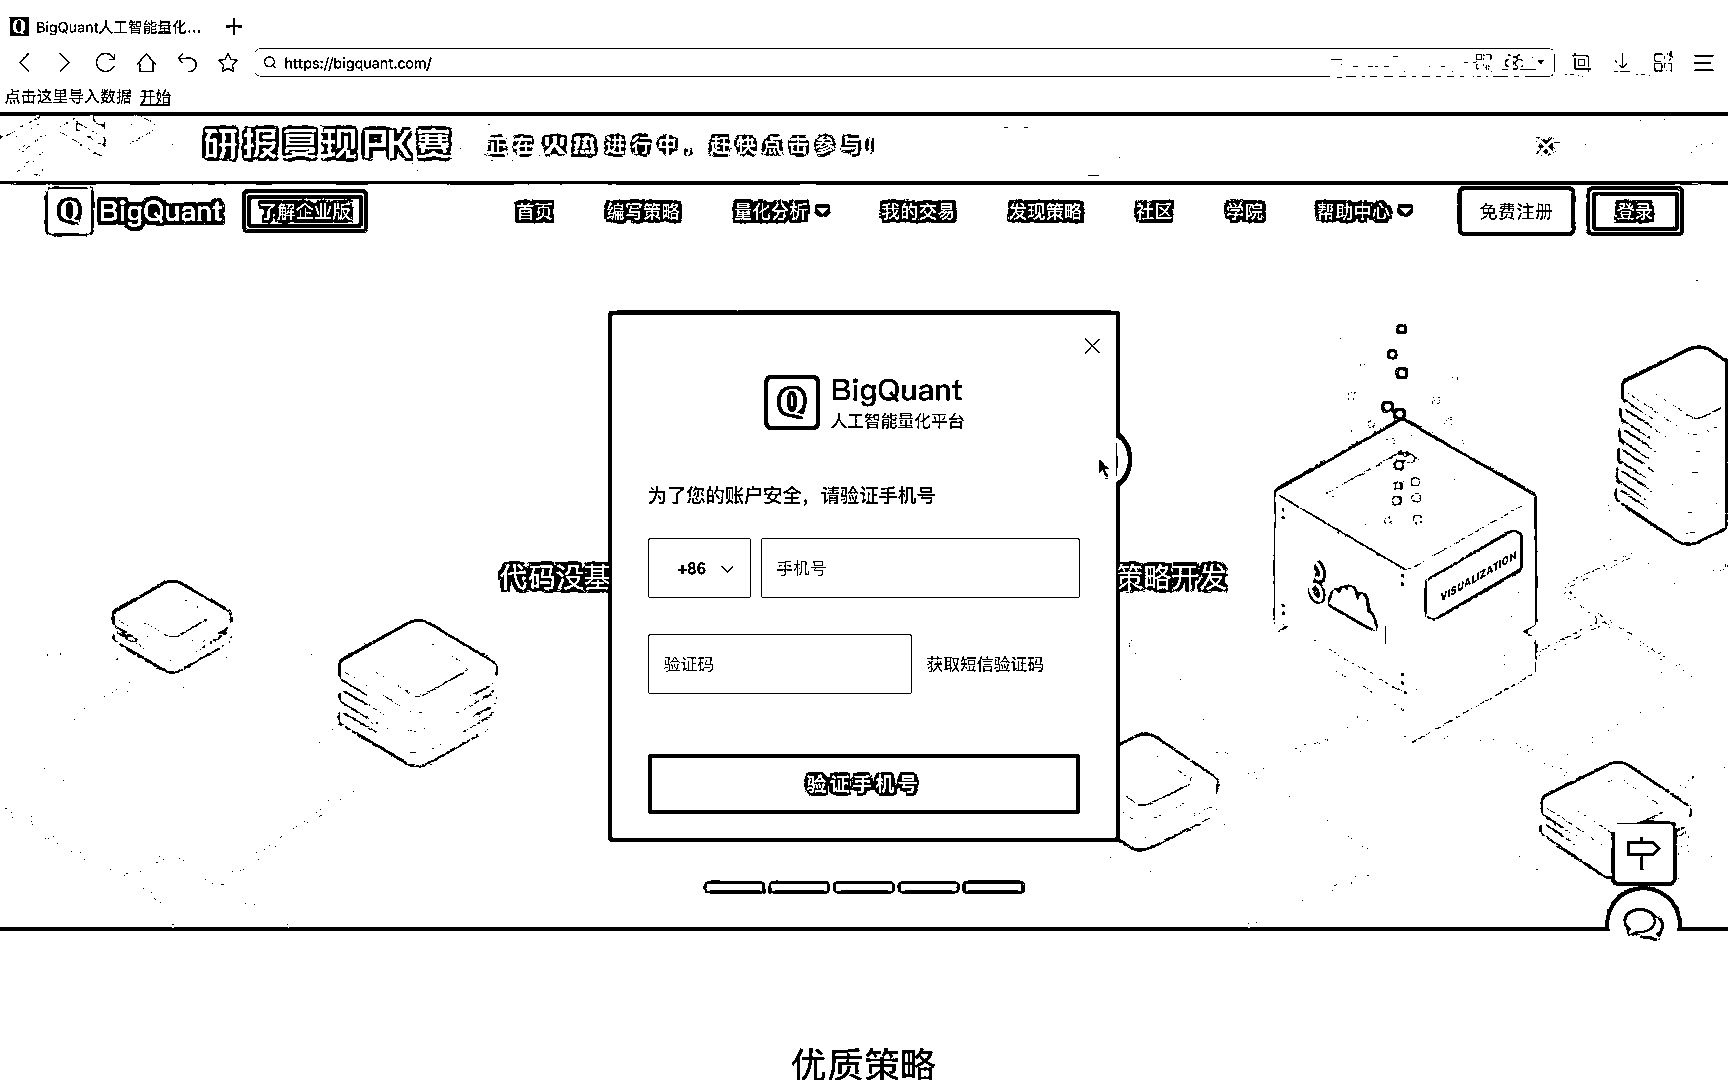 BigQuant人工智能量化...
https://bigquant.com/
点击这里导入数据 开始
研报复现PK赛 正在火热进行中。赶快点击参与!
BigQuant 了解企业版 首页 编写策略 量化分析 我的交易 发现策略 社区 学院 帮助中心 免费注册 登录
BigQuant
人工智能量化平台
为了您的账户安全，请验证手机号
+86 手机号
代码没基
策略开发
VISUALIZATION
验证码 获取短信验证码
验证手机号
优质策略